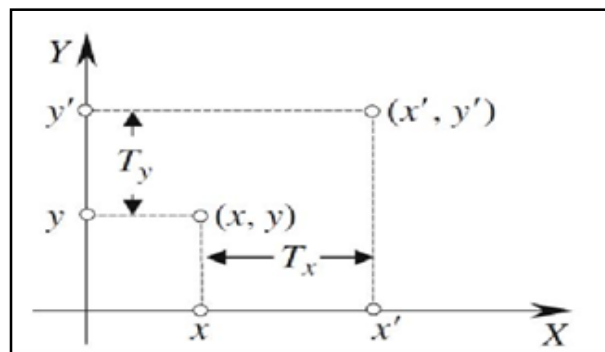 Y
y′
(x′, y′)
T_y
y
(x, y)
T_x
x
x′
X